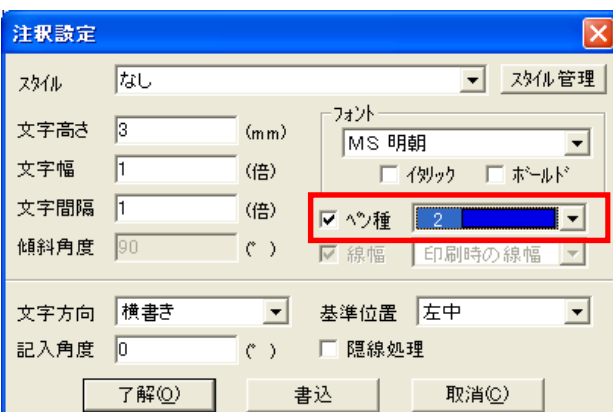 注釈設定
スタイル なし スタイル管理
文字高さ 3 (mm)
文字幅 1 (倍)
文字間隔 1 (倍)
傾斜角度 90 (°)
フォント
MS 明朝
イタリック ボールド
ペン種 2
線幅 印刷時の線幅
文字方向 横書き 基準位置 左中
記入角度 0 (°) 隠線処理
了解(O) 書込 取消(C)